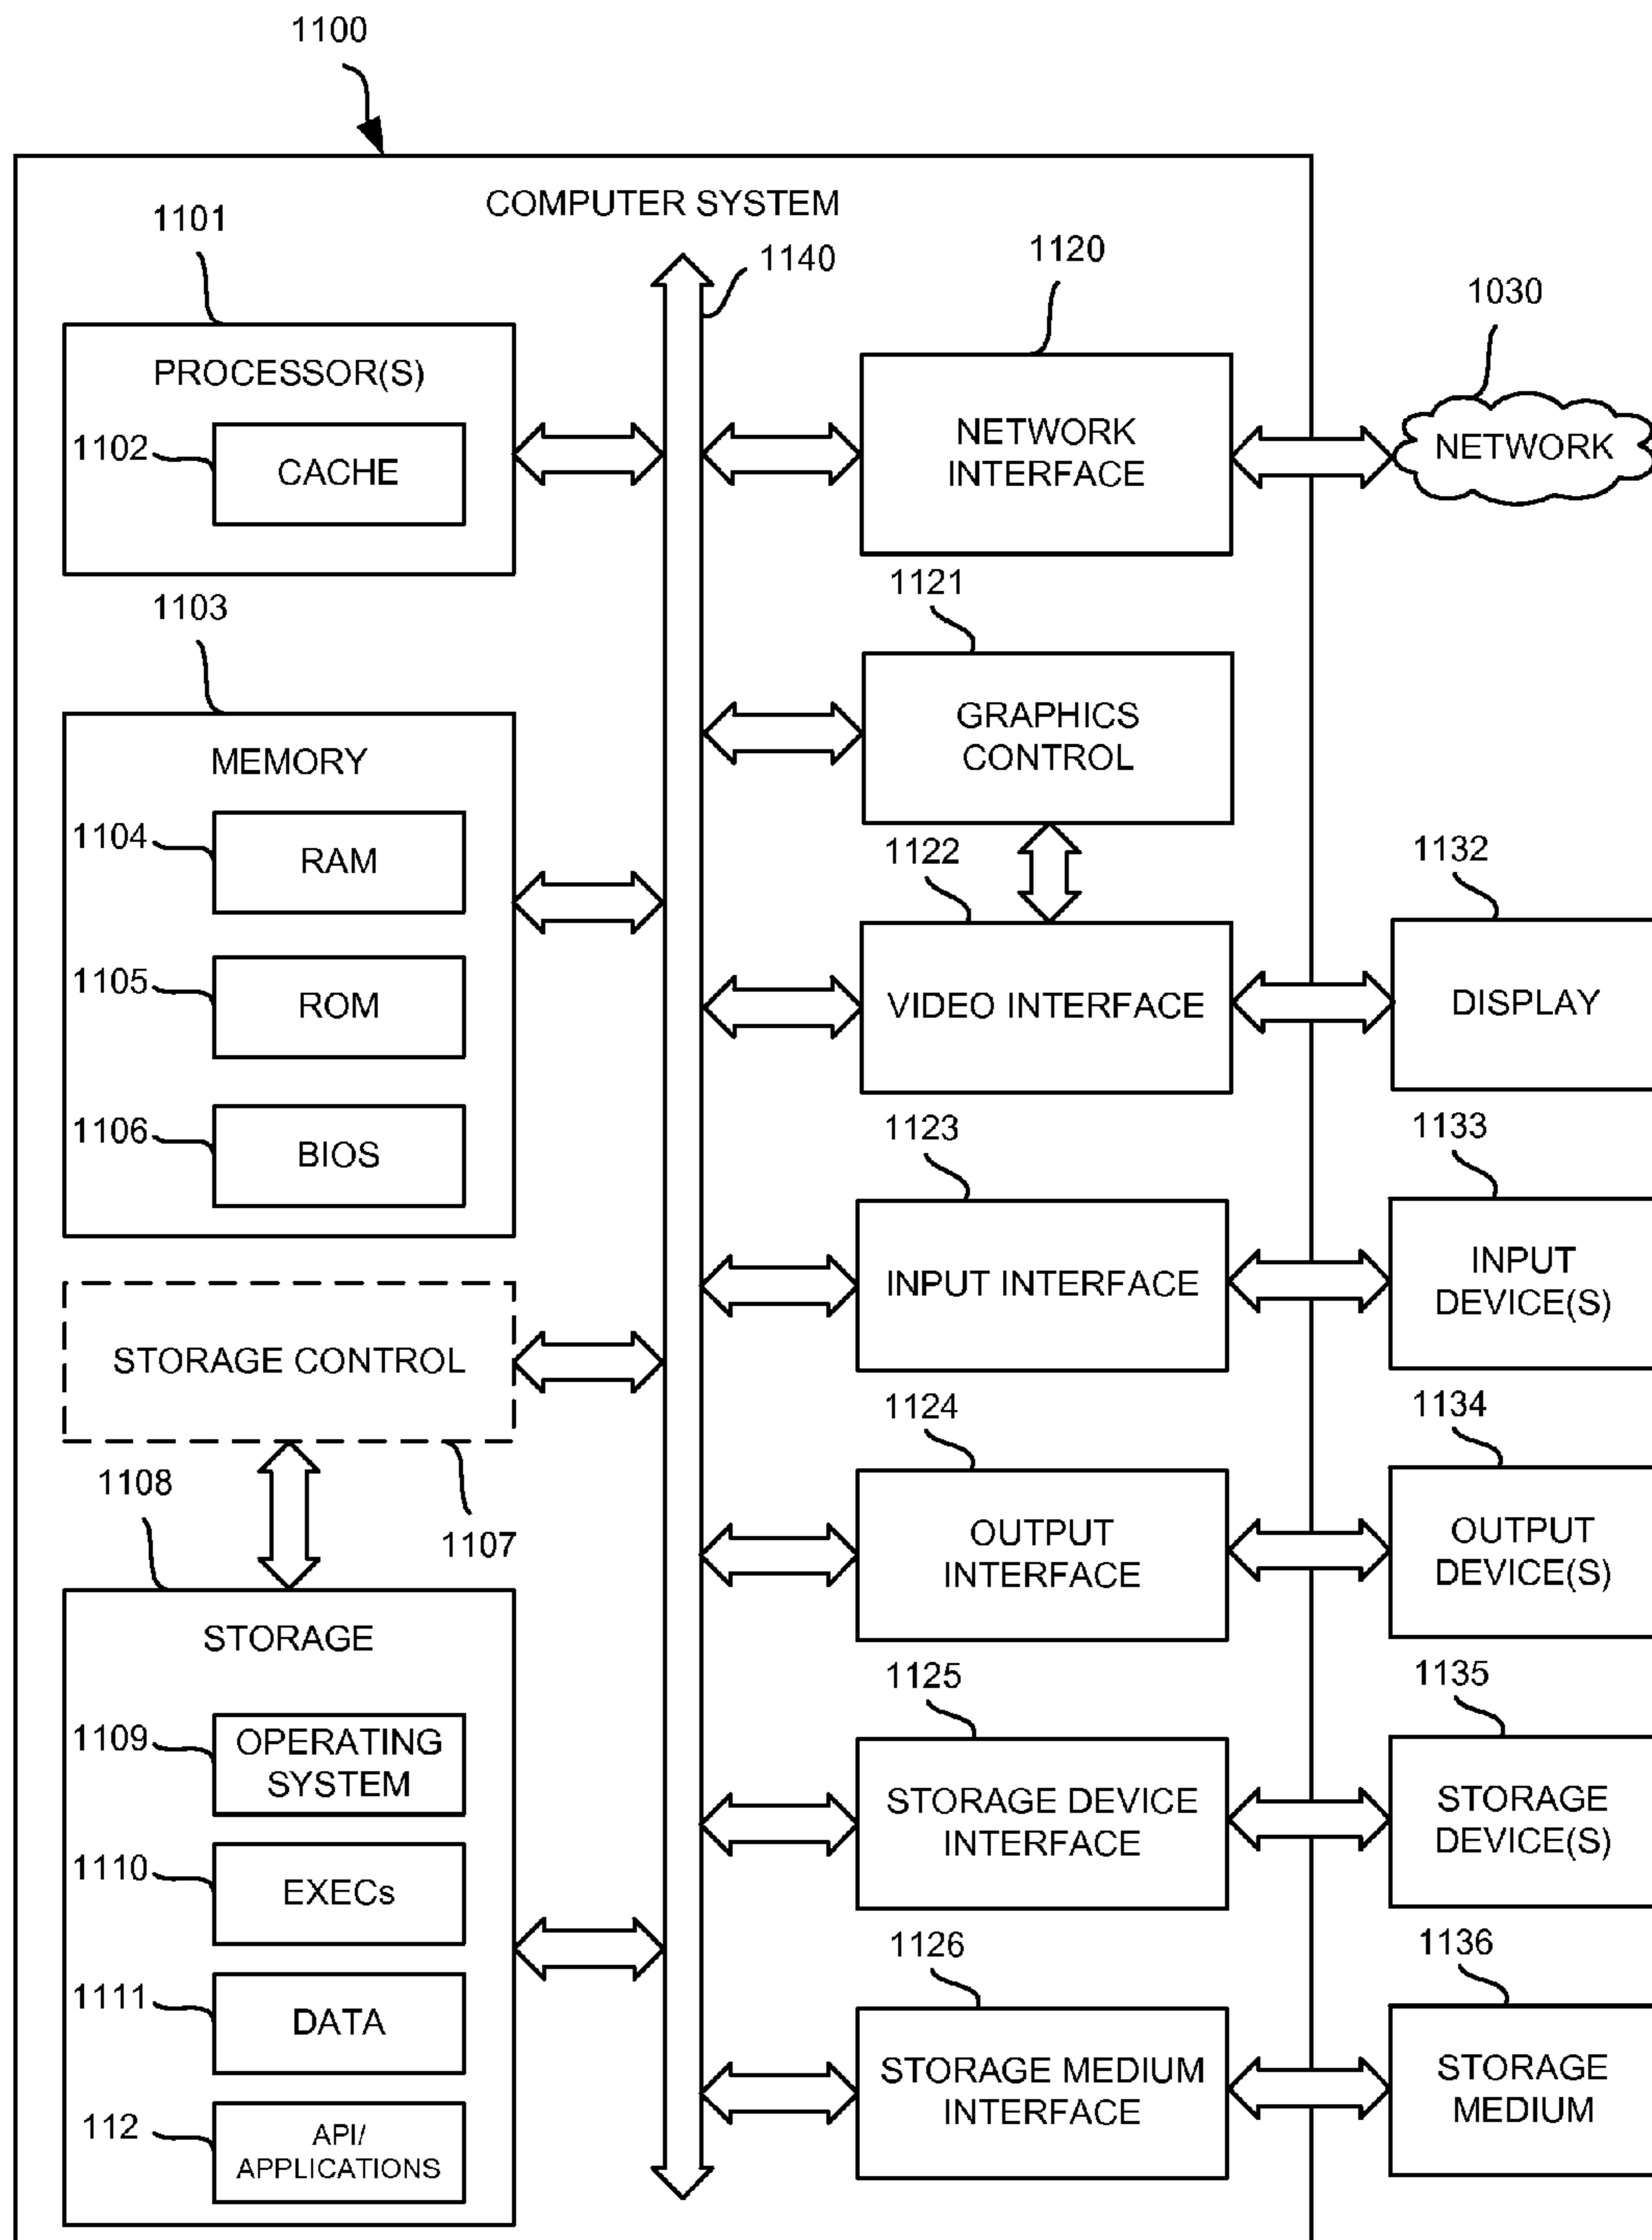 1100
COMPUTER SYSTEM
1101
1140
1120
1030
PROCESSOR(S)
1102
CACHE
NETWORK
INTERFACE
NETWORK
1103
1121
MEMORY
GRAPHICS
CONTROL
1104
RAM
1122
1132
1105
ROM
VIDEO INTERFACE
DISPLAY
1106
BIOS
1123
1133
STORAGE CONTROL
INPUT INTERFACE
INPUT
DEVICE(S)
1107
1108
1124
1134
STORAGE
OUTPUT
INTERFACE
OUTPUT
DEVICE(S)
1109
OPERATING
SYSTEM
1125
1135
1110
EXECs
STORAGE DEVICE
INTERFACE
STORAGE
DEVICE(S)
1111
DATA
1126
1136
112
API/
APPLICATIONS
STORAGE MEDIUM
INTERFACE
STORAGE
MEDIUM